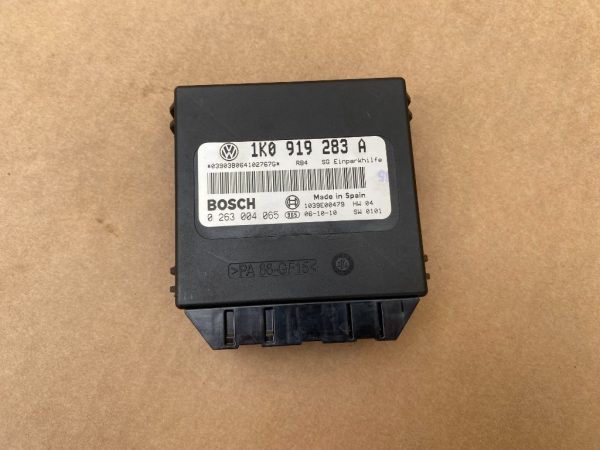 1K0 919 283 A
*03903B064102767G* RB4 SG Einparkhilfe
BOSCH Made in Spain
1039E00479 HW 04
0 263 004 065 06-10-10 SW 0101
>PA 66-GF15<